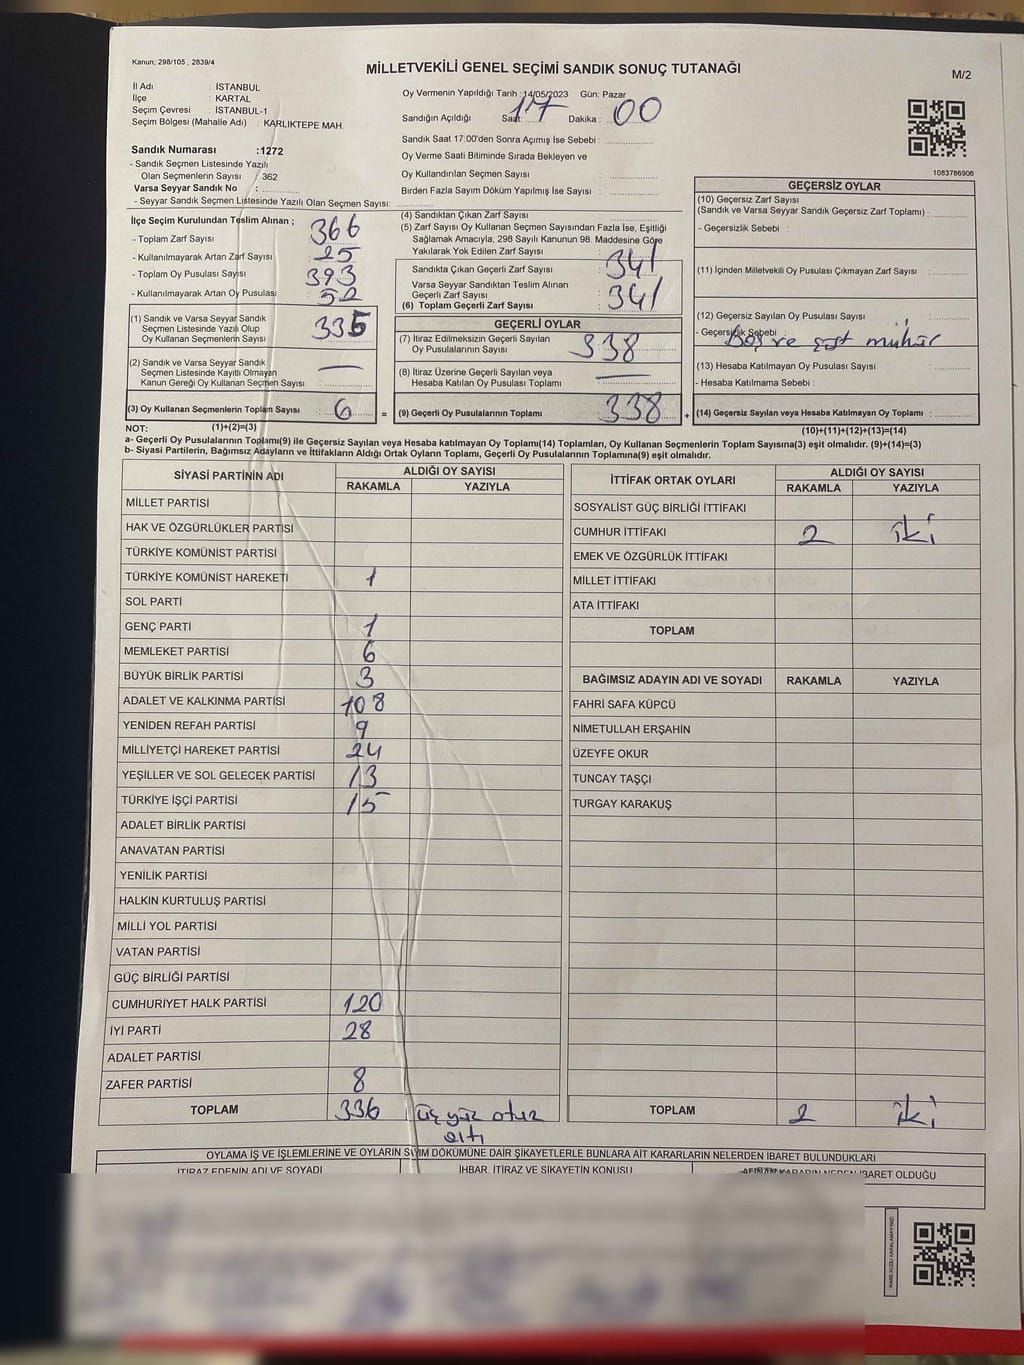 Kanun; 298/105 , 2839/4
MİLLETVEKİLİ GENEL SEÇİMİ SANDIK SONUÇ TUTANAĞI
M/2
İl Adı : İSTANBUL
İlçe : KARTAL
Seçim Çevresi : İSTANBUL-1
Seçim Bölgesi (Mahalle Adı) : KARLIKTEPE MAH.
Sandık Numarası :1272
- Sandık Seçmen Listesinde Yazılı
Olan Seçmenlerin Sayısı : 362
Varsa Seyyar Sandık No :
- Seyyar Sandık Seçmen Listesinde Yazılı Olan Seçmen Sayısı:
Oy Vermenin Yapıldığı Tarih :14/05/2023 Gün: Pazar
Sandığın Açıldığı Saat: 17 Dakika : 00
Sandık Saat 17:00'den Sonra Açımış İse Sebebi :
Oy Verme Saati Bitiminde Sırada Bekleyen ve
Oy Kullandırılan Seçmen Sayısı :
Birden Fazla Sayım Döküm Yapılmış İse Sayısı :
1083786906
İlçe Seçim Kurulundan Teslim Alınan ;
- Toplam Zarf Sayısı : 366
- Kullanılmayarak Artan Zarf Sayısı : 25
- Toplam Oy Pusulası Sayısı : 393
- Kullanılmayarak Artan Oy Pusulası : 52
(1) Sandık ve Varsa Seyyar Sandık
Seçmen Listesinde Yazılı Olup
Oy Kullanan Seçmenlerin Sayısı : 335
(2) Sandık ve Varsa Seyyar Sandık
Seçmen Listesinde Kayıtlı Olmayan
Kanun Gereği Oy Kullanan Seçmen Sayısı : —
(3) Oy Kullanan Seçmenlerin Toplam Sayısı : 6 =
(1)+(2)=(3)
(4) Sandıktan Çıkan Zarf Sayısı :
(5) Zarf Sayısı Oy Kullanan Seçmen Sayısından Fazla İse, Eşitliği
Sağlamak Amacıyla; 298 Sayılı Kanunun 98. Maddesine Göre
Yakılarak Yok Edilen Zarf Sayısı :
Sandıkta Çıkan Geçerli Zarf Sayısı : 341
Varsa Seyyar Sandıktan Teslim Alınan
Geçerli Zarf Sayısı :
(6) Toplam Geçerli Zarf Sayısı : 341
GEÇERLİ OYLAR
(7) İtiraz Edilmeksizin Geçerli Sayılan
Oy Pusulalarının Sayısı : 338
(8) İtiraz Üzerine Geçerli Sayılan veya
Hesaba Katılan Oy Pusulası Toplamı : —
(9) Geçerli Oy Pusulalarının Toplamı : 338 +
GEÇERSİZ OYLAR
(10) Geçersiz Zarf Sayısı
(Sandık ve Varsa Seyyar Sandık Geçersiz Zarf Toplamı) :
- Geçersizlik Sebebi :
(11) İçinden Milletvekili Oy Pusulası Çıkmayan Zarf Sayısı :
(12) Geçersiz Sayılan Oy Pusulası Sayısı :
- Geçersizlik Sebebi : Boş ve çift mühür
(13) Hesaba Katılmayan Oy Pusulası Sayısı :
- Hesaba Katılmama Sebebi :
(14) Geçersiz Sayılan veya Hesaba Katılmayan Oy Toplamı :
(10)+(11)+(12)+(13)=(14)
NOT:
a- Geçerli Oy Pusulalarının Toplamı(9) ile Geçersiz Sayılan veya Hesaba katılmayan Oy Toplamı(14) Toplamları, Oy Kullanan Seçmenlerin Toplam Sayısına(3) eşit olmalıdır. (9)+(14)=(3)
b- Siyasi Partilerin, Bağımsız Adayların ve İttifakların Aldığı Ortak Oyların Toplamı, Geçerli Oy Pusulalarının Toplamına(9) eşit olmalıdır.
SİYASİ PARTİNİN ADI ALDIĞI OY SAYISI
RAKAMLA YAZIYLA
MİLLET PARTİSİ
HAK VE ÖZGÜRLÜKLER PARTİSİ
TÜRKİYE KOMÜNİST PARTİSİ
TÜRKİYE KOMÜNİST HAREKETİ 1
SOL PARTİ
GENÇ PARTİ 1
MEMLEKET PARTİSİ 6
BÜYÜK BİRLİK PARTİSİ 3
ADALET VE KALKINMA PARTİSİ 108
YENİDEN REFAH PARTİSİ 9
MİLLİYETÇİ HAREKET PARTİSİ 24
YEŞİLLER VE SOL GELECEK PARTİSİ 13
TÜRKİYE İŞÇİ PARTİSİ 15
ADALET BİRLİK PARTİSİ
ANAVATAN PARTİSİ
YENİLİK PARTİSİ
HALKIN KURTULUŞ PARTİSİ
MİLLİ YOL PARTİSİ
VATAN PARTİSİ
GÜÇ BİRLİĞİ PARTİSİ
CUMHURİYET HALK PARTİSİ 120
İYİ PARTİ 28
ADALET PARTİSİ
ZAFER PARTİSİ 8
TOPLAM 336 üç yüz otuz
altı
İTTİFAK ORTAK OYLARI ALDIĞI OY SAYISI
RAKAMLA YAZIYLA
SOSYALİST GÜÇ BİRLİĞİ İTTİFAKI
CUMHUR İTTİFAKI 2 iki
EMEK VE ÖZGÜRLÜK İTTİFAKI
MİLLET İTTİFAKI
ATA İTTİFAKI
TOPLAM
BAĞIMSIZ ADAYIN ADI VE SOYADI RAKAMLA YAZIYLA
FAHRİ SAFA KÜPCÜ
NİMETULLAH ERŞAHİN
ÜZEYFE OKUR
TUNCAY TAŞÇI
TURGAY KARAKUŞ
TOPLAM 2 iki
OYLAMA İŞ VE İŞLEMLERİNE VE OYLARIN SAYIM DÖKÜMÜNE DAİR ŞİKAYETLERLE BUNLARA AİT KARARLARIN NELERDEN İBARET BULUNDUKLARI
İTİRAZ EDENİN ADI VE SOYADI İHBAR, İTİRAZ VE ŞİKAYETİN KONUSU ALINAN KARARIN NEDEN İBARET OLDUĞU
KARE KODU KARALAMAYINIZ!